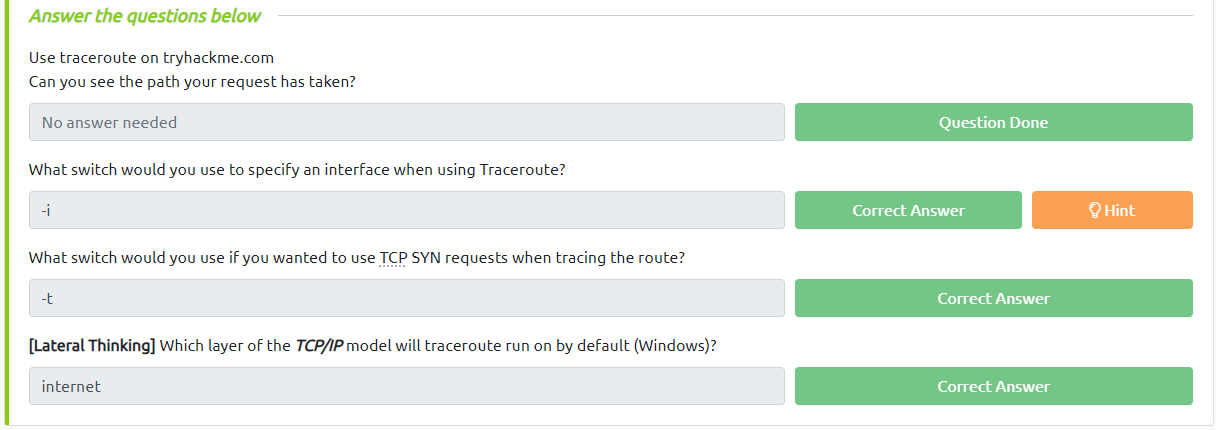 Answer the questions below
Use traceroute on tryhackme.com
Can you see the path your request has taken?
No answer needed
Question Done
What switch would you use to specify an interface when using Traceroute?
-i
Correct Answer
Hint
What switch would you use if you wanted to use TCP SYN requests when tracing the route?
-t
Correct Answer
[Lateral Thinking] Which layer of the TCP/IP model will traceroute run on by default (Windows)?
internet
Correct Answer